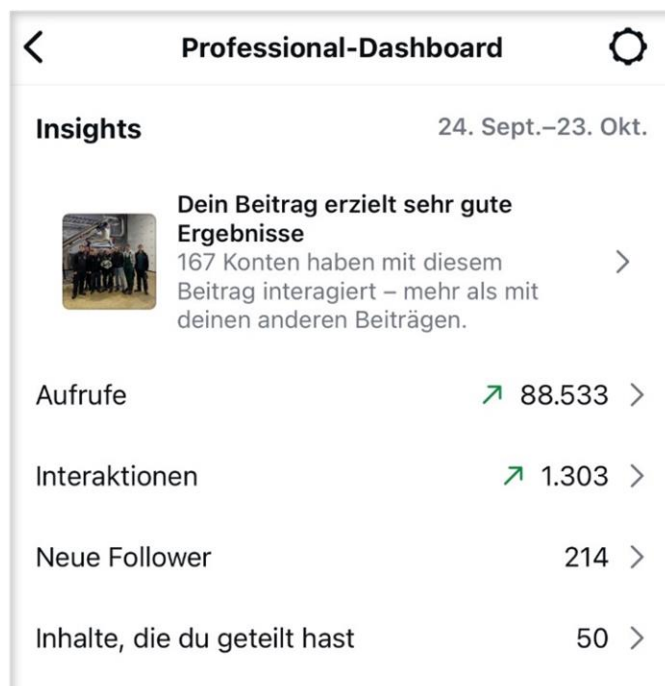 Professional-Dashboard
Insights 24. Sept.–23. Okt.
Dein Beitrag erzielt sehr gute
Ergebnisse
167 Konten haben mit diesem
Beitrag interagiert – mehr als mit
deinen anderen Beiträgen.
Aufrufe 88.533
Interaktionen 1.303
Neue Follower 214
Inhalte, die du geteilt hast 50